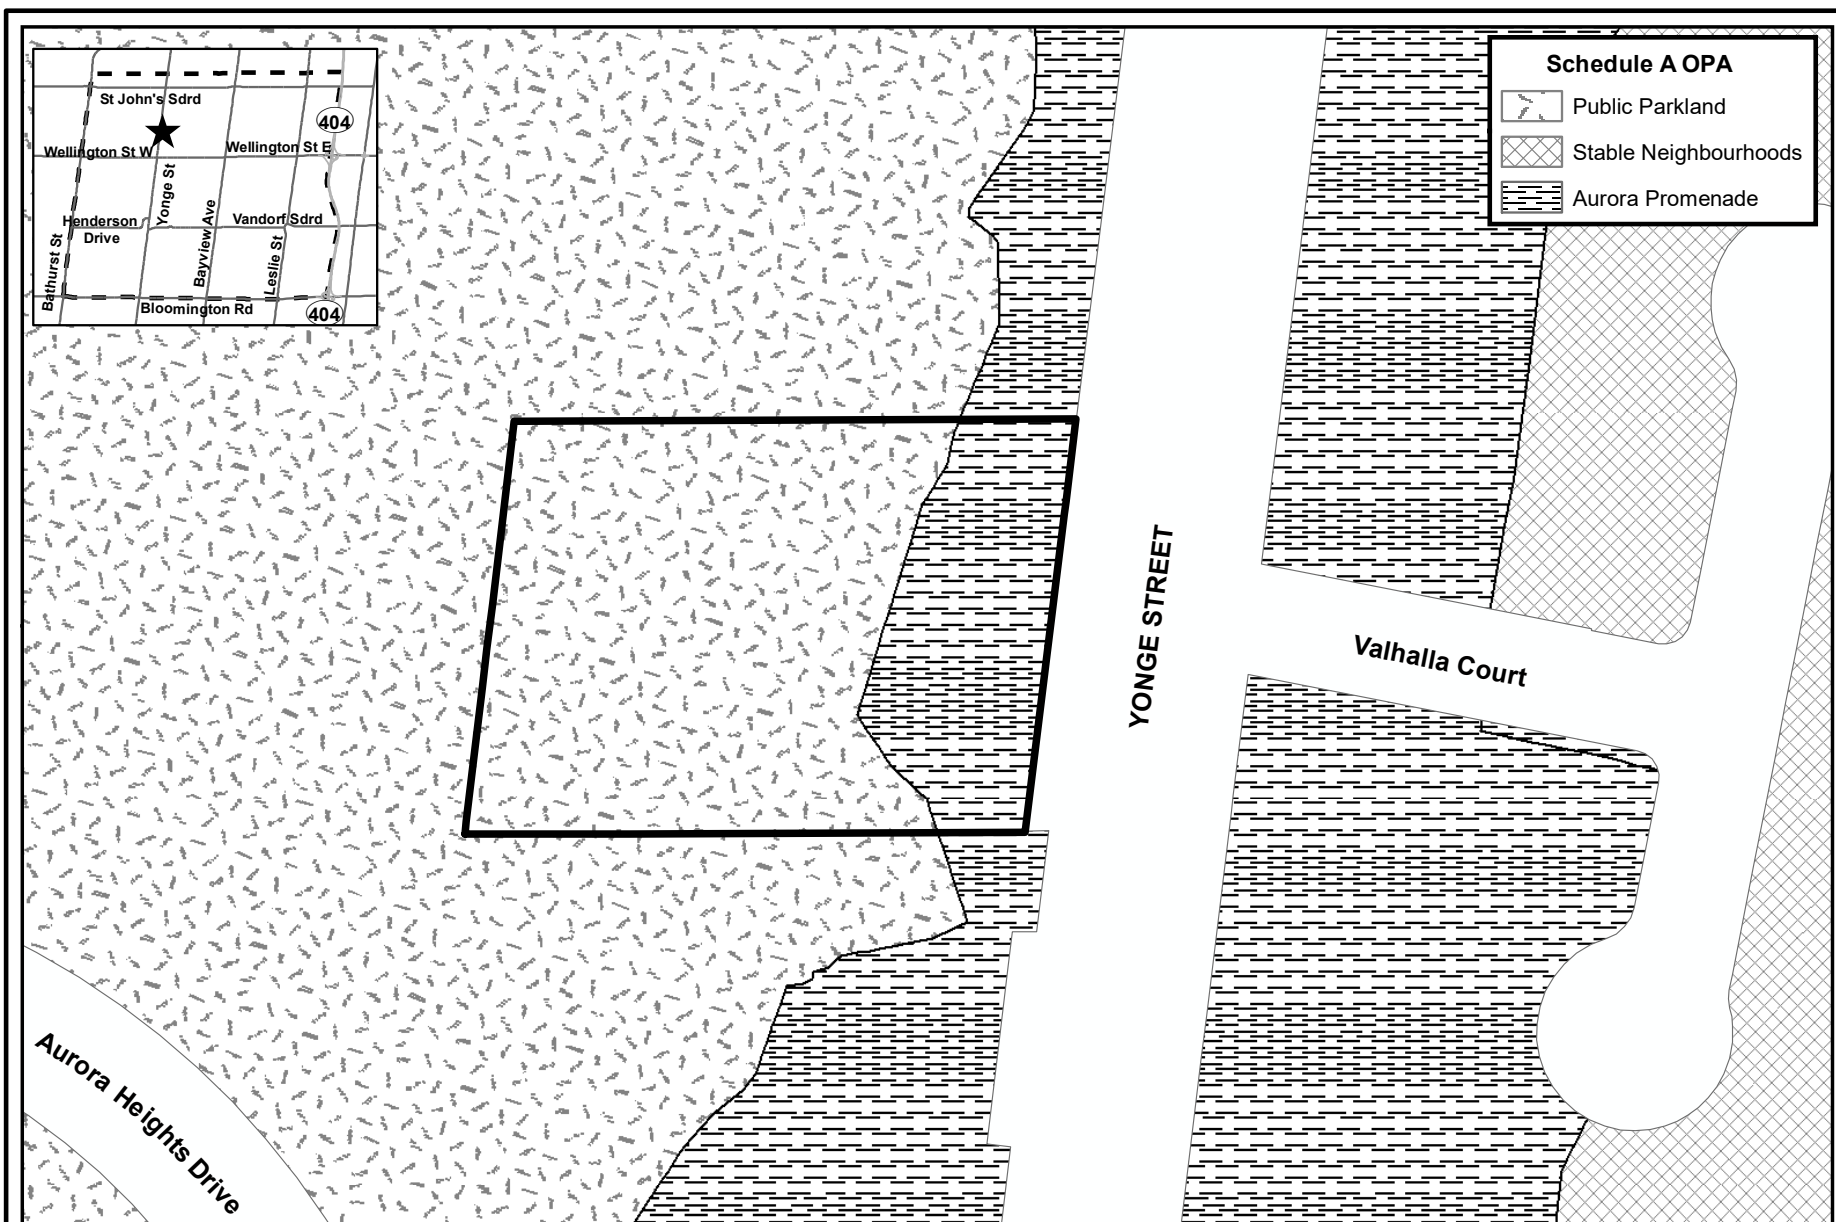 St John's Sdrd
404
Wellington St W
Wellington St E
Yonge St
Henderson
Drive
Bayview Ave
Vandorf Sdrd
Bathurst St
Leslie St
Bloomington Rd
404
Schedule A OPA
Public Parkland
Stable Neighbourhoods
Aurora Promenade
YONGE STREET
Valhalla Court
Aurora Heights Drive